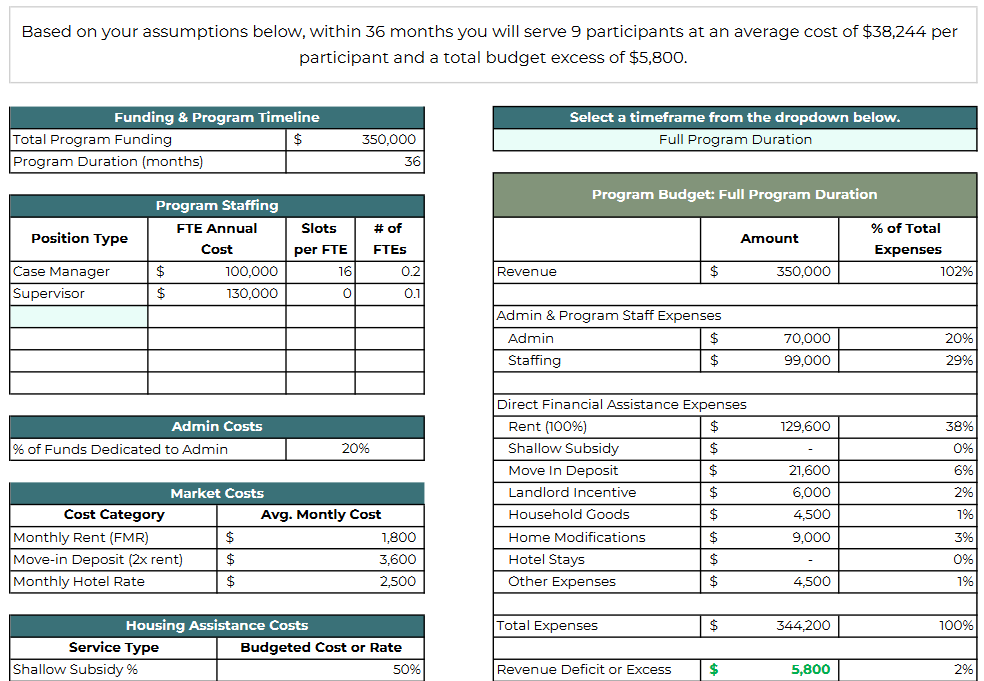 Based on your assumptions below, within 36 months you will serve 9 participants at an average cost of $38,244 per
participant and a total budget excess of $5,800.
Funding & Program Timeline
Total Program Funding $ 350,000
Program Duration (months) 36
Program Staffing
Position Type FTE Annual Cost Slots per FTE # of FTEs
Case Manager $ 100,000 16 0.2
Supervisor $ 130,000 0 0.1
Admin Costs
% of Funds Dedicated to Admin 20%
Market Costs
Cost Category Avg. Montly Cost
Monthly Rent (FMR) $ 1,800
Move-in Deposit (2x rent) $ 3,600
Monthly Hotel Rate $ 2,500
Housing Assistance Costs
Service Type Budgeted Cost or Rate
Shallow Subsidy % 50%
Select a timeframe from the dropdown below.
Full Program Duration
Program Budget: Full Program Duration
Amount % of Total Expenses
Revenue $ 350,000 102%
Admin & Program Staff Expenses
Admin $ 70,000 20%
Staffing $ 99,000 29%
Direct Financial Assistance Expenses
Rent (100%) $ 129,600 38%
Shallow Subsidy $ - 0%
Move In Deposit $ 21,600 6%
Landlord Incentive $ 6,000 2%
Household Goods $ 4,500 1%
Home Modifications $ 9,000 3%
Hotel Stays $ - 0%
Other Expenses $ 4,500 1%
Total Expenses $ 344,200 100%
Revenue Deficit or Excess $ 5,800 2%